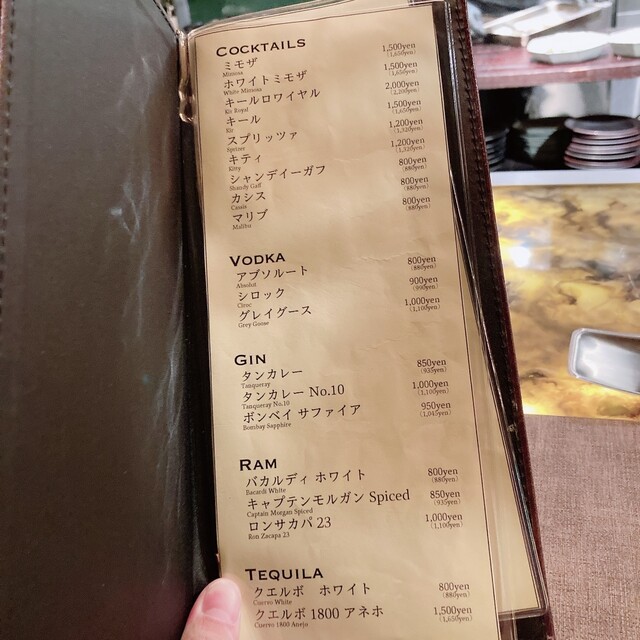 COCKTAILS
ミモザ 1,500yen
Mimosa (1,650yen)
ホワイトミモザ 1,500yen
White Mimosa (1,650yen)
キールロワイヤル 2,000yen
Kir Royal (2,200yen)
キール 1,500yen
Kir (1,650yen)
スプリッツァ 1,200yen
Spritzer (1,320yen)
キティ 1,200yen
Kitty (1,320yen)
シャンディーガフ 800yen
Shandy Gaff (880yen)
カシス 800yen
Cassis (880yen)
マリブ 800yen
Malibu (880yen)
VODKA
アブソルート 800yen
Absolut (880yen)
シロック 900yen
Ciroc (990yen)
グレイグース 1,000yen
Grey Goose (1,100yen)
GIN
タンカレー 850yen
Tanqueray (935yen)
タンカレー No.10 1,000yen
Tanqueray No.10 (1,100yen)
ボンベイ サファイア 950yen
Bombay Sapphire (1,045yen)
RAM
バカルディ ホワイト 800yen
Bacardi White (880yen)
キャプテンモルガン Spiced 850yen
Captain Morgan Spiced (935yen)
ロンサカパ 23 1,000yen
Ron Zacapa 23 (1,100yen)
TEQUILA
クエルボ ホワイト 800yen
Cuervo White (880yen)
クエルボ 1800 アネホ 1,500yen
Cuervo 1800 Anejo (1,650yen)